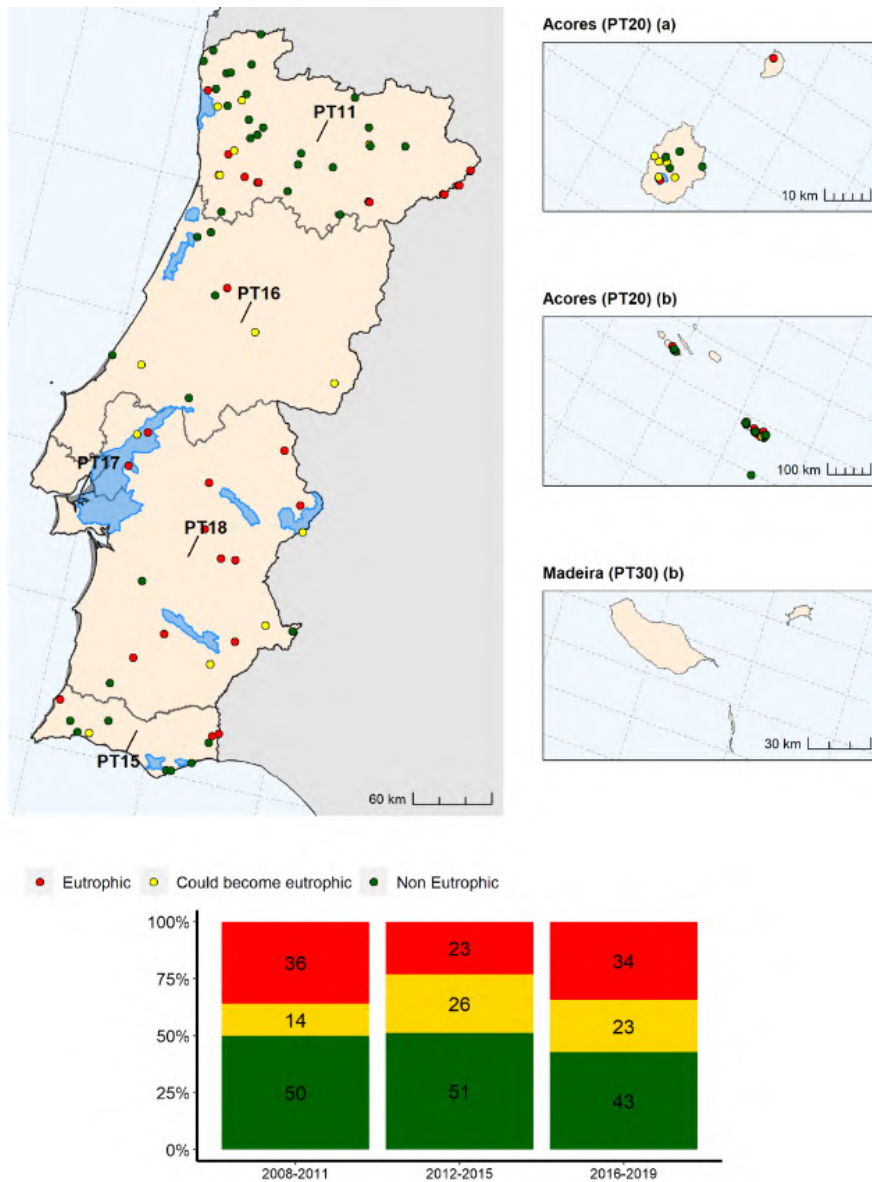 Acores (PT20) (a)
PT11
10 km
PT16
Acores (PT20) (b)
PT17
100 km
PT18
Madeira (PT30) (b)
PT15
30 km
60 km
Eutrophic Could become eutrophic Non Eutrophic
100%
36 23 34
75%
14 26 23
50%
50 51 43
25%
0%
2008-2011 2012-2015 2016-2019